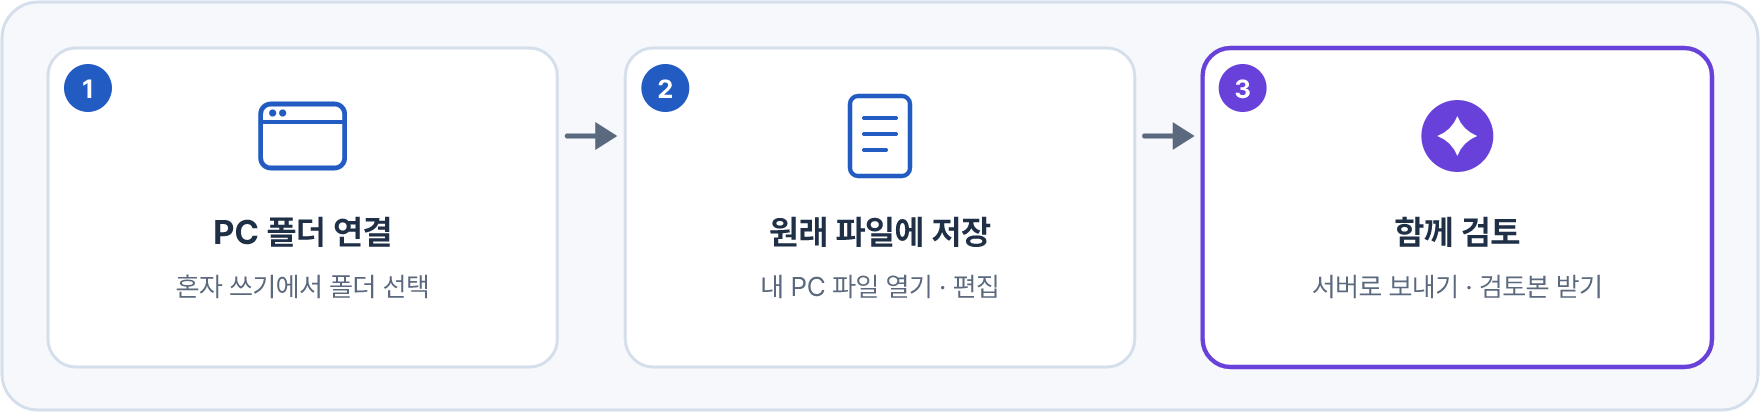 1
PC 폴더 연결
혼자 쓰기에서 폴더 선택
2
원래 파일에 저장
내 PC 파일 열기 · 편집
3
함께 검토
서버로 보내기 · 검토본 받기